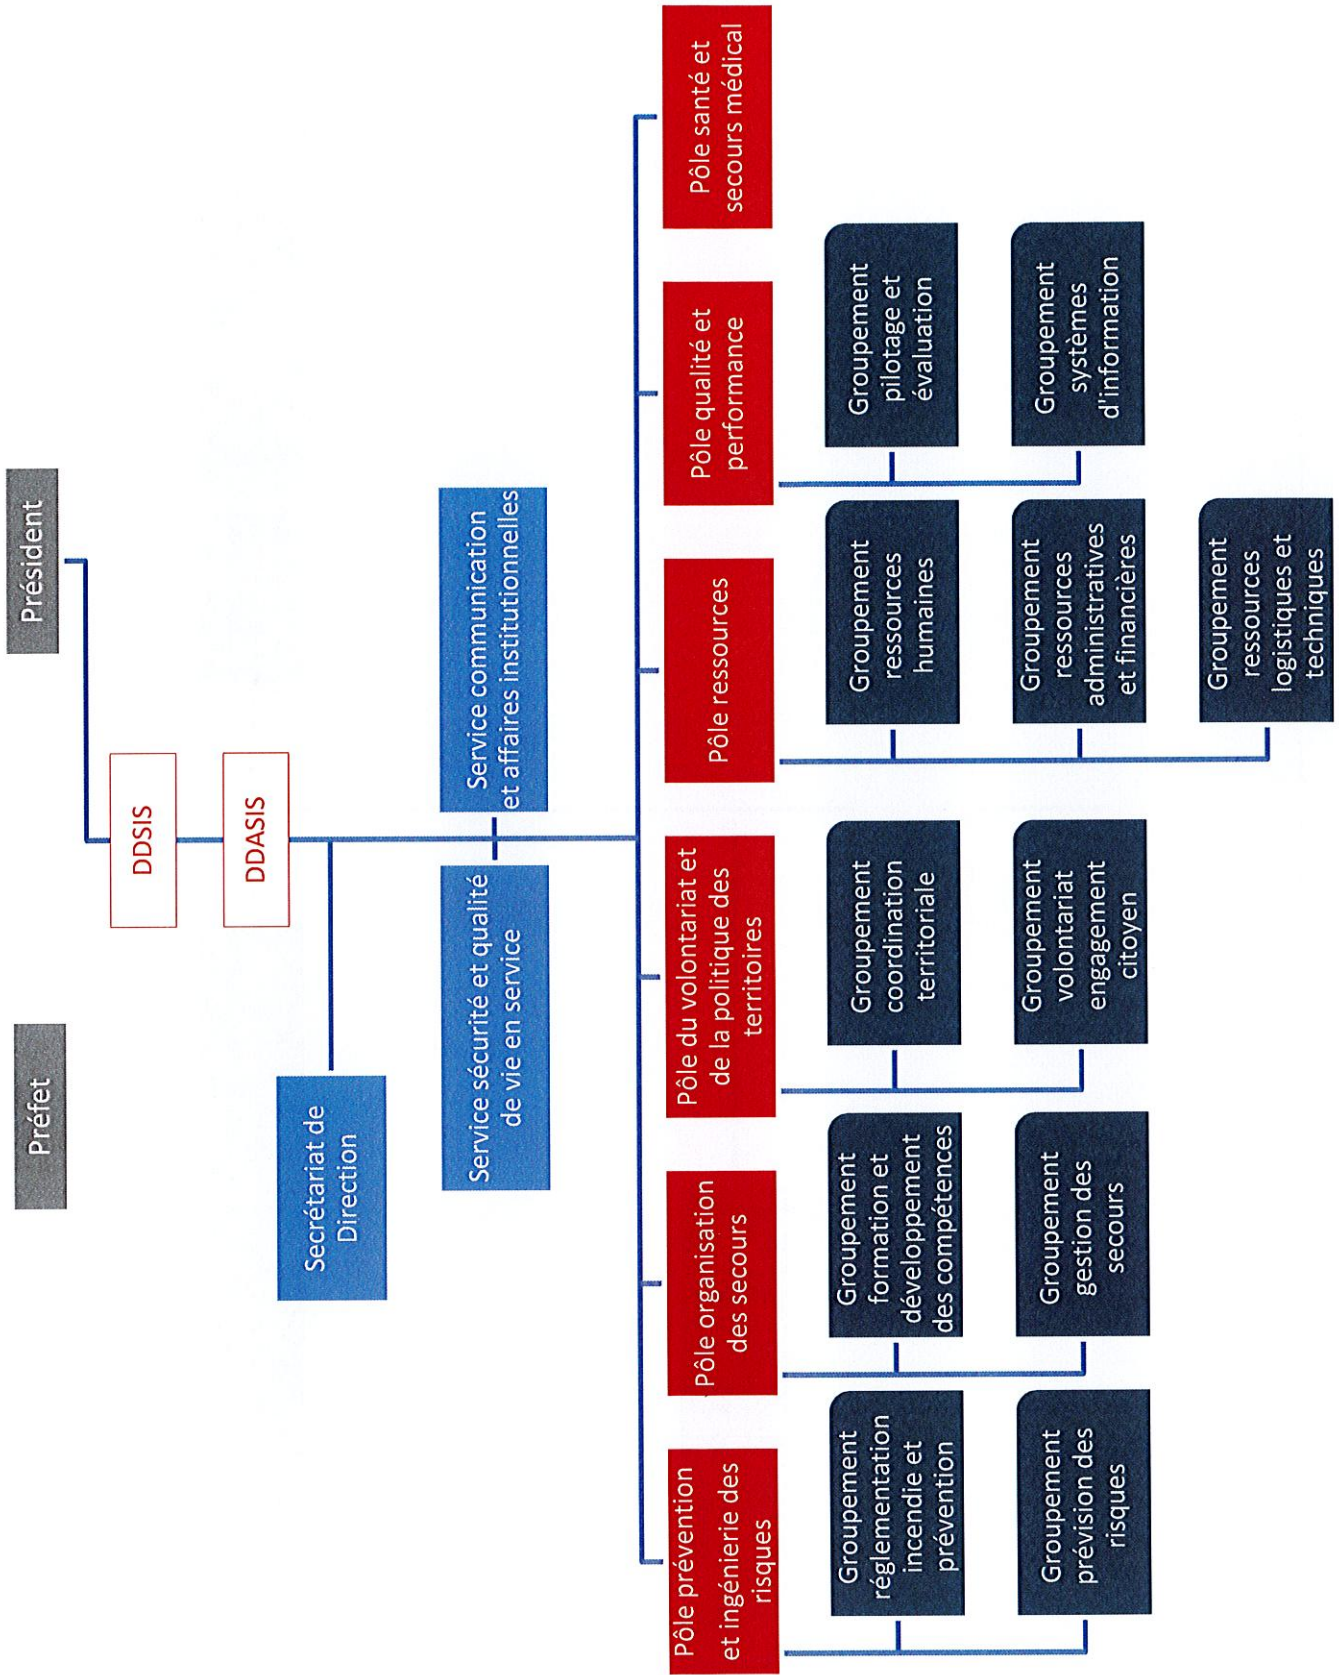 Préfet
Président
DDSIS
DDASIS
Secrétariat de
Direction
Service sécurité et qualité
de vie en service
Service communication
et affaires institutionnelles
Pôle prévention
et ingénierie des
risques
Groupement
réglementation
incendie et
prévention
Groupement
prévision des
risques
Pôle organisation
des secours
Groupement
formation et
développement
des compétences
Groupement
gestion des
secours
Pôle du volontariat et
de la politique des
territoires
Groupement
coordination
territoriale
Groupement
volontariat
engagement
citoyen
Pôle ressources
Groupement
ressources
humaines
Groupement
ressources
administratives
et financières
Groupement
ressources
logistiques et
techniques
Pôle qualité et
performance
Groupement
pilotage et
évaluation
Groupement
systèmes
d'information
Pôle santé et
secours médical